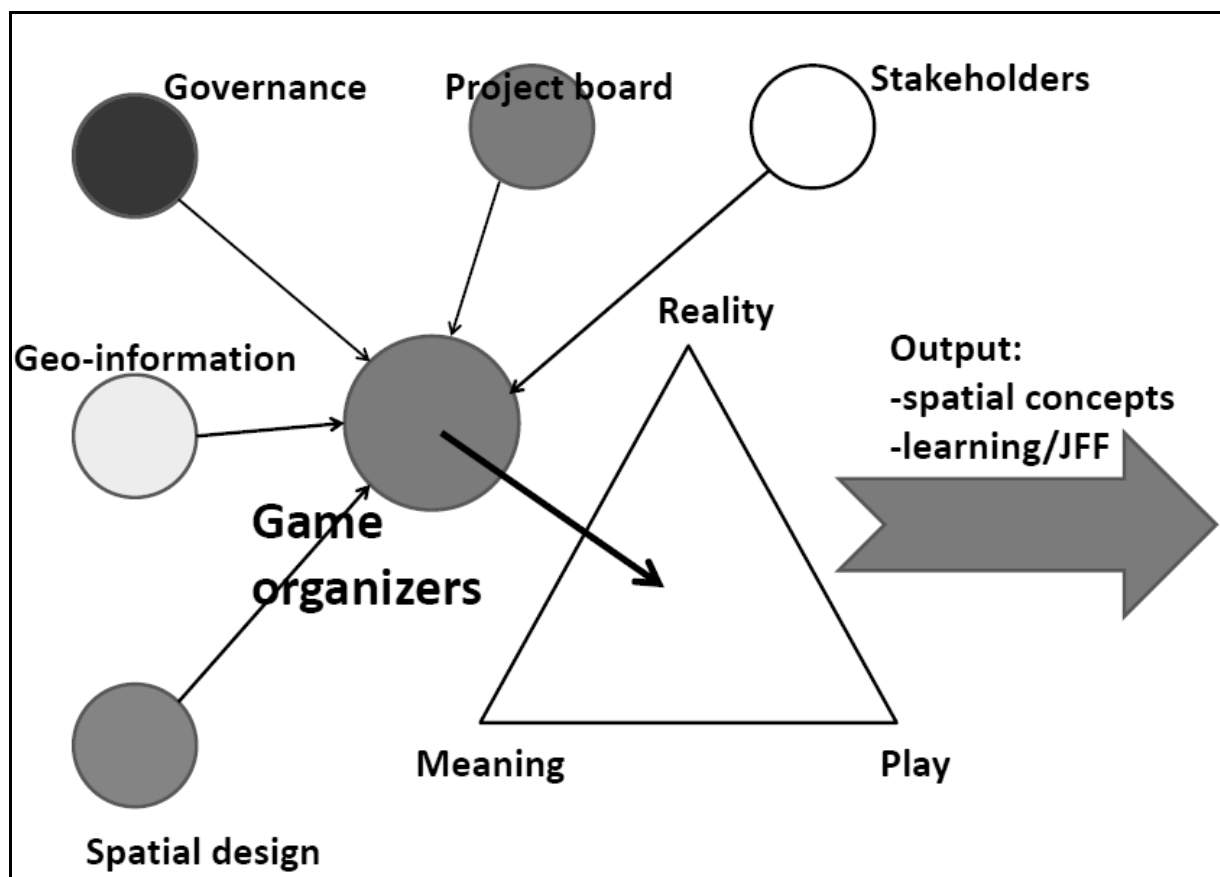 Governance
Project board
Stakeholders
Geo-information
Reality
Output:
-spatial concepts
-learning/JFF
Game
organizers
Meaning
Play
Spatial design